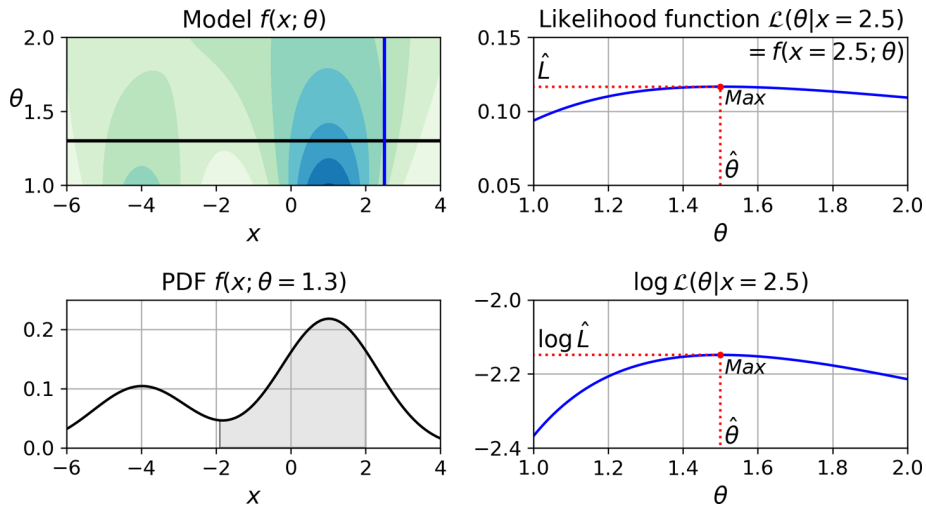 Model f(x; θ)
2.0
θ
1.5
1.0
−6 −4 −2 0 2 4
x
Likelihood function ℒ(θ|x = 2.5)
= f(x = 2.5; θ)
0.15
L̂
0.10
Max
θ̂
0.05
1.0 1.2 1.4 1.6 1.8 2.0
θ
PDF f(x; θ = 1.3)
0.2
0.1
0.0
−6 −4 −2 0 2 4
x
log ℒ(θ|x = 2.5)
−2.0
log L̂
−2.2
Max
θ̂
−2.4
1.0 1.2 1.4 1.6 1.8 2.0
θ